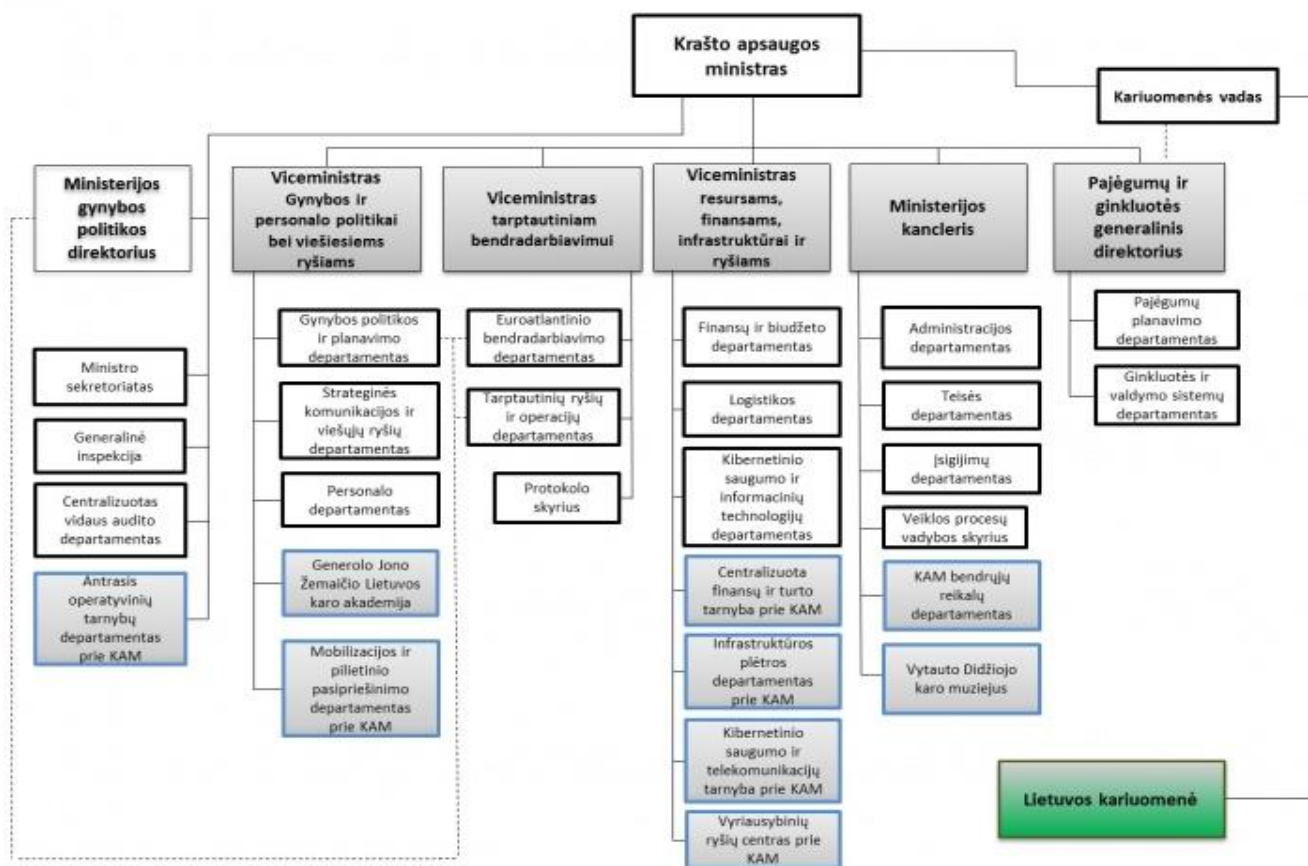 Krašto apsaugos
ministras
Kariuomenės vadas
Ministerijos
gynybos
politikos
direktorius
Viceministras
Gynybos ir
personalo politikai
bei viešiesiems
ryšiams
Viceministras
tarptautiniam
bendradarbiavimui
Viceministras
resursams,
finansams,
infrastruktūrai ir
ryšiams
Ministerijos
kancleris
Pajėgumų ir
ginkluotės
generalinis
direktorius
Ministro
sekretoriatas
Generalinė
inspekcija
Centralizuotas
vidaus audito
departamentas
Antrasis
operatyvinių
tarnybų
departamentas
prie KAM
Gynybos politikos
ir planavimo
departamentas
Strateginės
komunikacijos ir
viešųjų ryšių
departamentas
Personalo
departamentas
Generolo Jono
Žemaičio Lietuvos
karo akademija
Mobilizacijos ir
pilietinio
pasipriešinimo
departamentas
prie KAM
Euroatlantinio
bendradarbiavimo
departamentas
Tarptautinių ryšių
ir operacijų
departamentas
Protokolo
skyrius
Finansų ir biudžeto
departamentas
Logistikos
departamentas
Kibernetinio
saugumo ir
informacinių
technologijų
departamentas
Centralizuota
finansų ir turto
tarnyba prie KAM
Infrastruktūros
plėtros
departamentas
prie KAM
Kibernetinio
saugumo ir
telekomunikacijų
tarnyba prie KAM
Vyriausybinių
ryšių centras prie
KAM
Administracijos
departamentas
Teisės
departamentas
Įsigijimų
departamentas
Veiklos procesų
vadybos skyrius
KAM bendrųjų
reikalų
departamentas
Vytauto Didžiojo
karo muziejus
Pajėgumų
planavimo
departamentas
Ginkluotės ir
valdymo sistemų
departamentas
Lietuvos kariuomenė